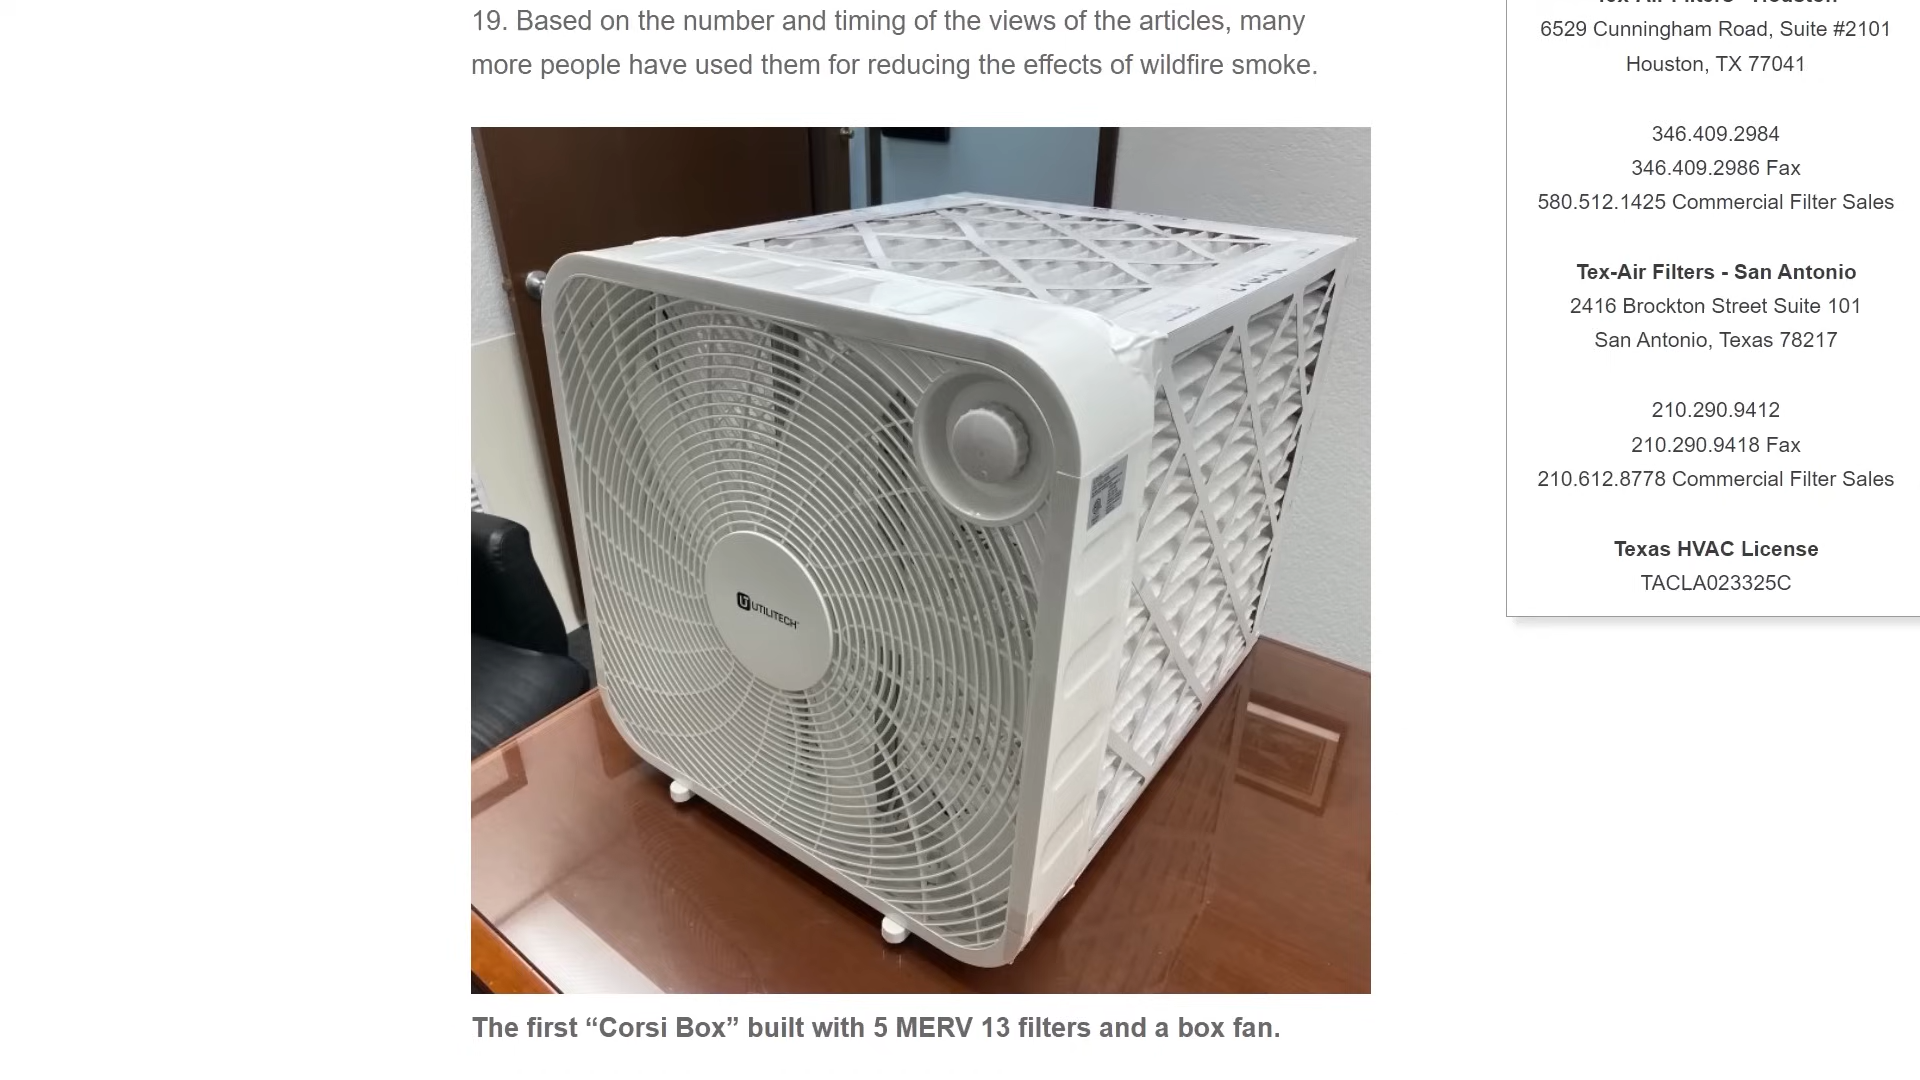 19. Based on the number and timing of the views of the articles, many
more people have used them for reducing the effects of wildfire smoke.
UTILITECH
The first “Corsi Box” built with 5 MERV 13 filters and a box fan.
Tex-Air Filters - Houston
6529 Cunningham Road, Suite #2101
Houston, TX 77041
346.409.2984
346.409.2986 Fax
580.512.1425 Commercial Filter Sales
Tex-Air Filters - San Antonio
2416 Brockton Street Suite 101
San Antonio, Texas 78217
210.290.9412
210.290.9418 Fax
210.612.8778 Commercial Filter Sales
Texas HVAC License
TACLA023325C